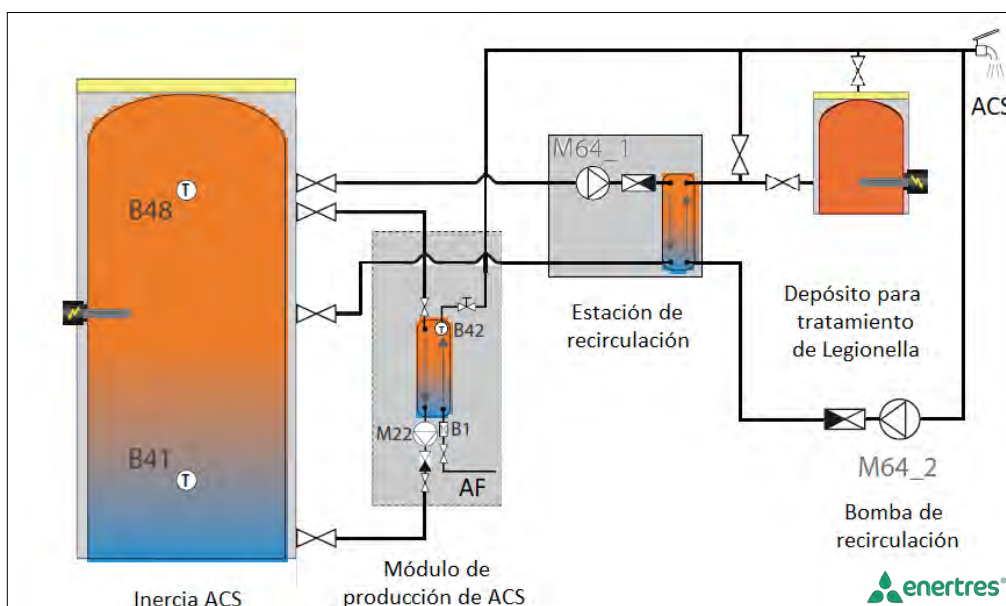 M64_1
ACS
T
B48
T
B42
Estación de
recirculación
Depósito para
tratamiento
de Legionella
M22
B1
B41
T
AF
M64_2
Bomba de
recirculación
Módulo de
producción de ACS
Inercia ACS
enertres®